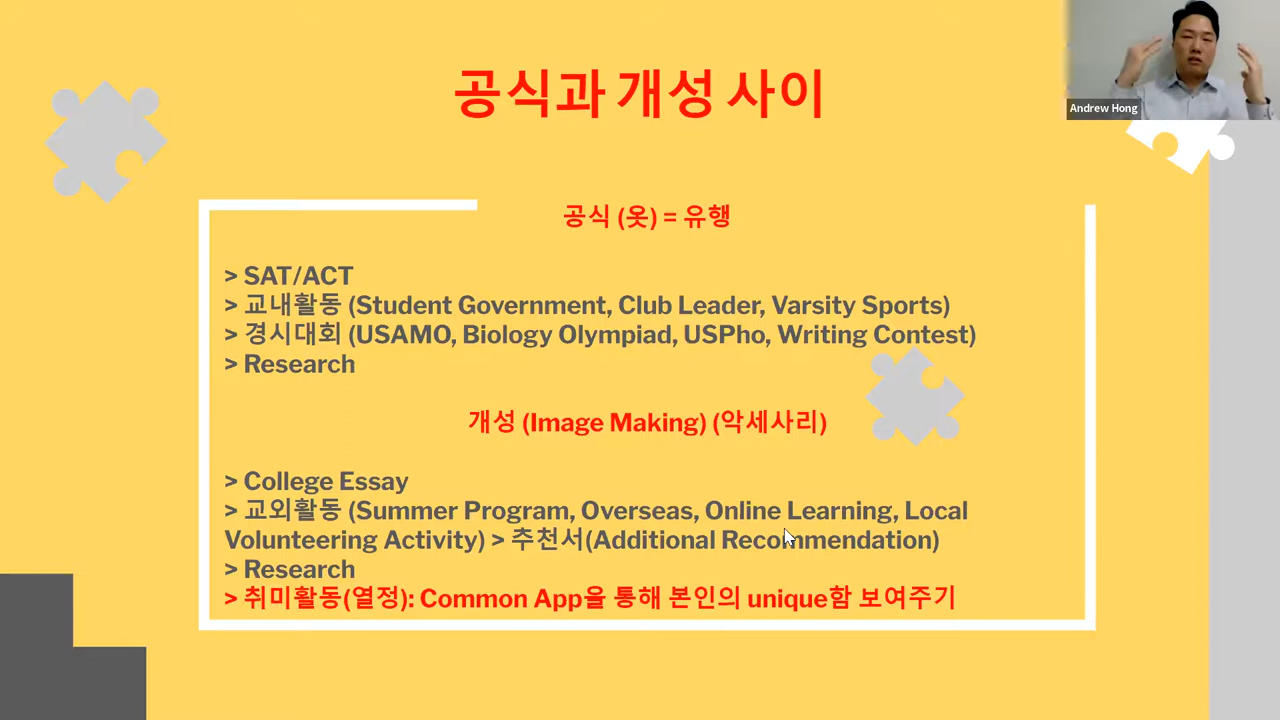 공식과 개성 사이
Andrew Hong
공식 (옷) = 유행
> SAT/ACT
> 교내활동 (Student Government, Club Leader, Varsity Sports)
> 경시대회 (USAMO, Biology Olympiad, USPho, Writing Contest)
> Research
개성 (Image Making) (악세사리)
> College Essay
> 교외활동 (Summer Program, Overseas, Online Learning, Local
Volunteering Activity) > 추천서(Additional Recommendation)
> Research
> 취미활동(열정): Common App을 통해 본인의 unique함 보여주기